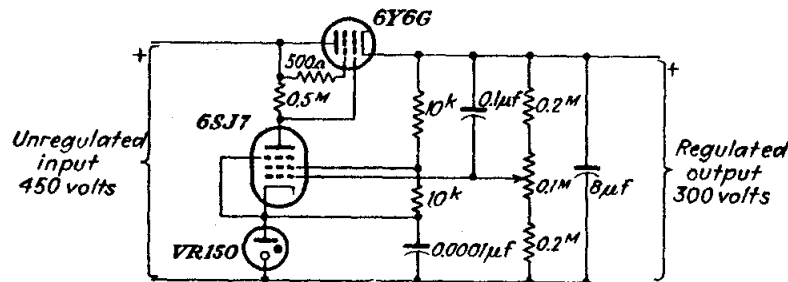 6Y6G
+
500Ω
0.5M
6SJ7
10k
0.1μf
0.2M
+
Unregulated
input
450 volts
10k
0.1M
8μf
Regulated
output
300 volts
VR150
0.0001μf
0.2M